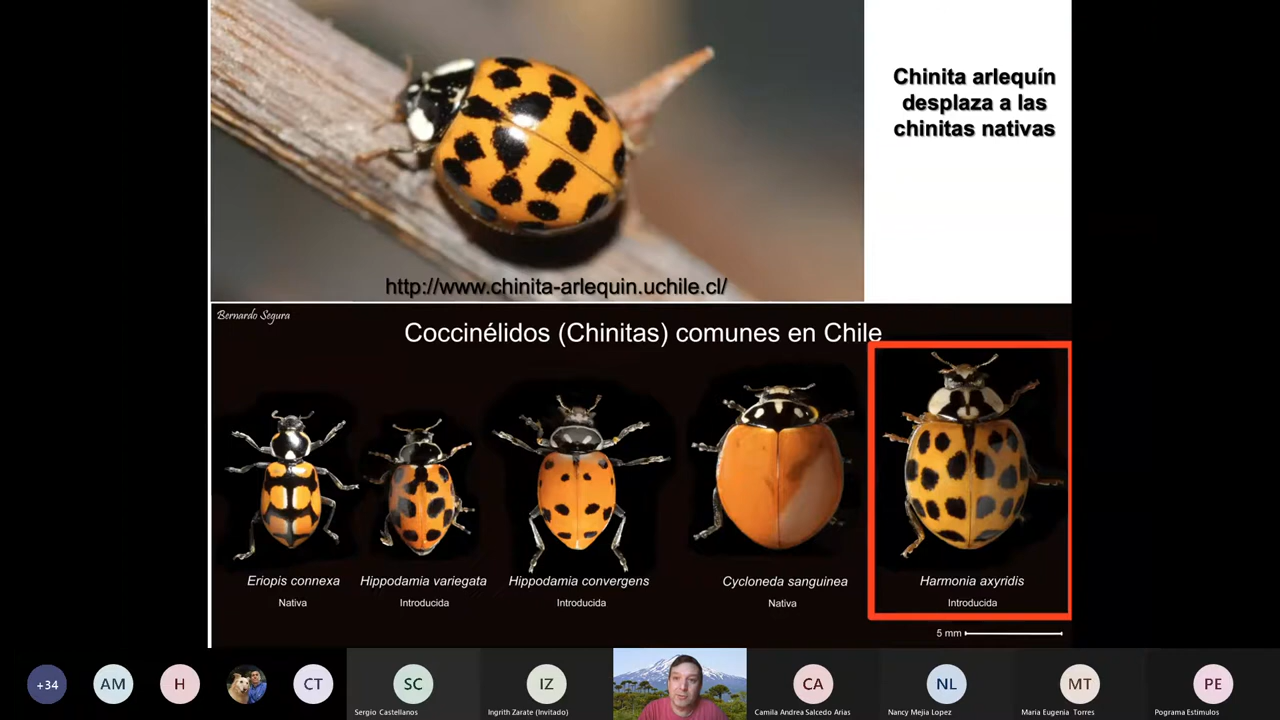 Chinita arlequín
desplaza a las
chinitas nativas
http://www.chinita-arlequin.uchile.cl/
Bernardo Segura
Coccinélidos (Chinitas) comunes en Chile
Eriopis connexa
Nativa
Hippodamia variegata
Introducida
Hippodamia convergens
Introducida
Cycloneda sanguinea
Nativa
Harmonia axyridis
Introducida
5 mm
+34
AM
H
CT
SC
Sergio Castellanos
IZ
Ingrith Zarate (Invitado)
CA
Camila Andrea Salcedo Arias
NL
Nancy Mejia Lopez
MT
Maria Eugenia Torres
PE
Pograma Estimulos